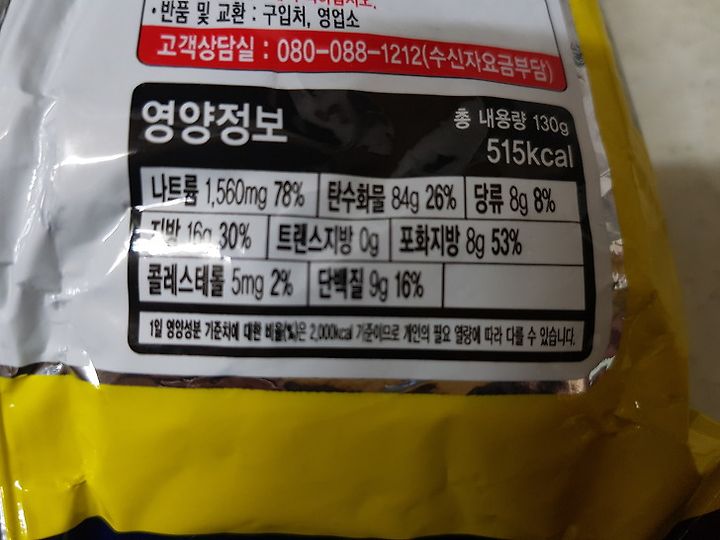 · 반품 및 교환 : 구입처, 영업소
고객상담실 : 080-088-1212(수신자요금부담)
영양정보
총 내용량 130g
515kcal
나트륨 1,560mg 78% 탄수화물 84g 26% 당류 8g 8%
지방 16g 30% 트랜스지방 0g 포화지방 8g 53%
콜레스테롤 5mg 2% 단백질 9g 16%
1일 영양성분 기준치에 대한 비율(%)은 2,000kcal 기준이므로 개인의 필요 열량에 따라 다를 수 있습니다.